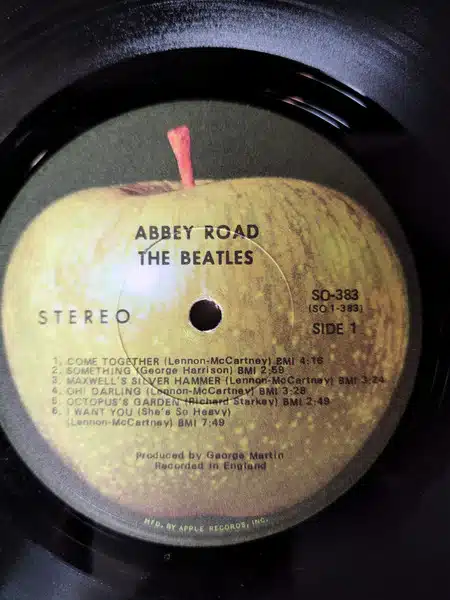 ABBEY ROAD
THE BEATLES
STEREO
SO-383
(SO 1-383)
SIDE 1
1. COME TOGETHER (Lennon-McCartney) BMI 4:16
2. SOMETHING (George Harrison) BMI 2:59
3. MAXWELL'S SILVER HAMMER (Lennon-McCartney) BMI 3:24
4. OH! DARLING (Lennon-McCartney) BMI 3:28
5. OCTOPUS'S GARDEN (Richard Starkey) BMI 2:49
6. I WANT YOU (She's So Heavy)
(Lennon-McCartney) BMI 7:49
Produced by George Martin
Recorded in England
MFD. BY APPLE RECORDS, INC.